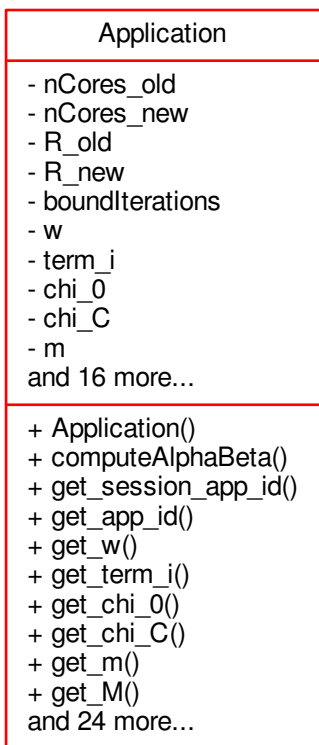 Application
- nCores_old
- nCores_new
- R_old
- R_new
- boundIterations
- w
- term_i
- chi_0
- chi_C
- m
and 16 more...
+ Application()
+ computeAlphaBeta()
+ get_session_app_id()
+ get_app_id()
+ get_w()
+ get_term_i()
+ get_chi_0()
+ get_chi_C()
+ get_m()
+ get_M()
and 24 more...